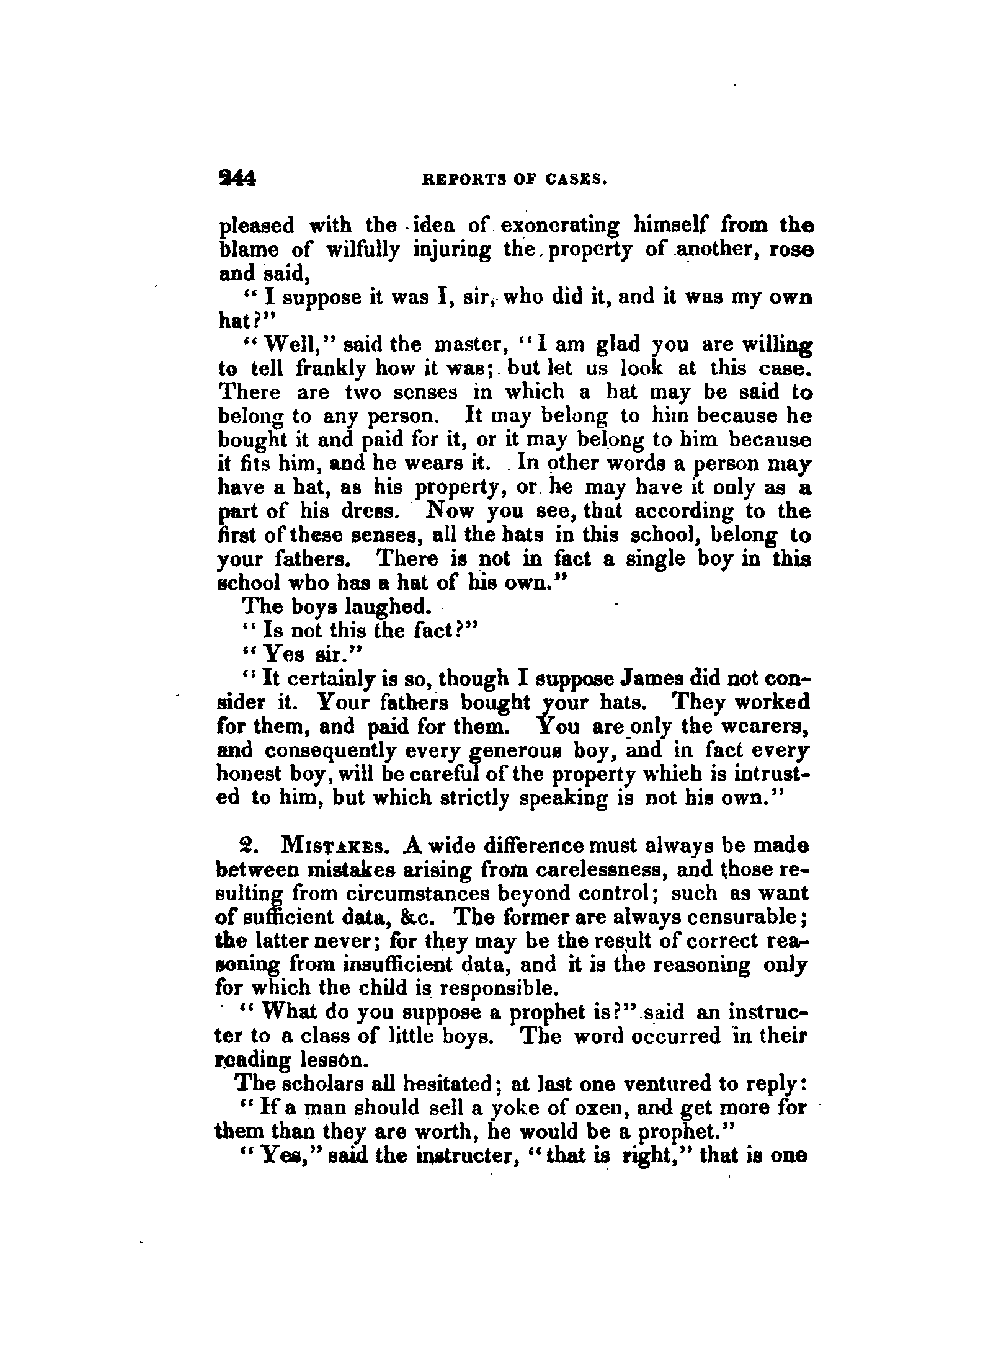 244 REPORTS OF CASES.
pleased with the idea of exonerating himself from the
blame of wilfully injuring the property of another, rose
and said,
“ I suppose it was I, sir, who did it, and it was my own
hat?”
“ Well,” said the master, “I am glad you are willing
to tell frankly how it was; but let us look at this case.
There are two senses in which a hat may be said to
belong to any person. It may belong to him because he
bought it and paid for it, or it may belong to him because
it fits him, and he wears it. In other words a person may
have a hat, as his property, or he may have it only as a
part of his dress. Now you see, that according to the
first of these senses, all the hats in this school, belong to
your fathers. There is not in fact a single boy in this
school who has a hat of his own.”
The boys laughed.
“ Is not this the fact?”
“ Yes sir.”
“ It certainly is so, though I suppose James did not con-
sider it. Your fathers bought your hats. They worked
for them, and paid for them. You are only the wearers,
and consequently every generous boy, and in fact every
honest boy, will be careful of the property which is intrust-
ed to him, but which strictly speaking is not his own.”
2. MISTAKES. A wide difference must always be made
between mistakes arising from carelessness, and those re-
sulting from circumstances beyond control; such as want
of sufficient data, &c. The former are always censurable;
the latter never; for they may be the result of correct rea-
soning from insufficient data, and it is the reasoning only
for which the child is responsible.
“ What do you suppose a prophet is?” said an instruc-
ter to a class of little boys. The word occurred in their
reading lesson.
The scholars all hesitated; at last one ventured to reply:
“ If a man should sell a yoke of oxen, and get more for
them than they are worth, he would be a prophet.”
“ Yes,” said the instructer, “that is right,” that is one